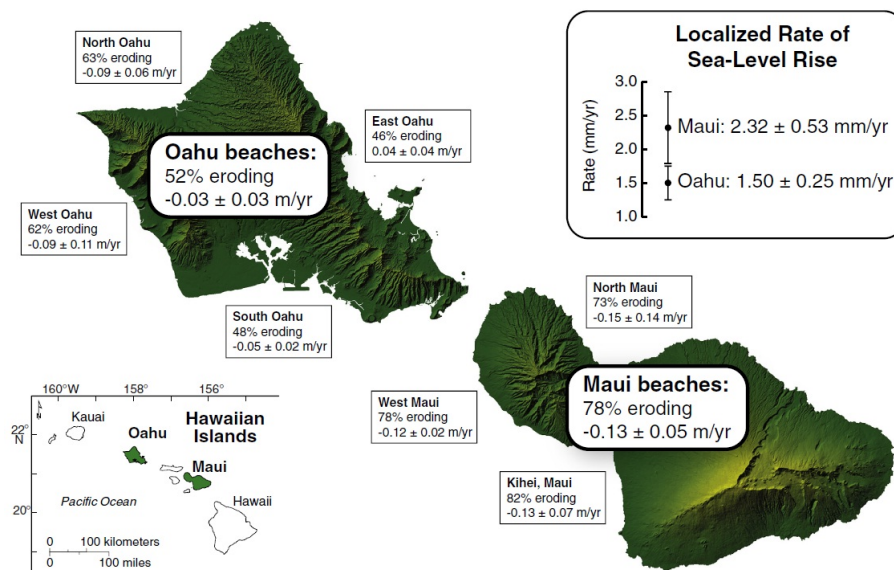 North Oahu
63% eroding
-0.09 ± 0.06 m/yr
East Oahu
46% eroding
0.04 ± 0.04 m/yr
Oahu beaches:
52% eroding
-0.03 ± 0.03 m/yr
West Oahu
62% eroding
-0.09 ± 0.11 m/yr
South Oahu
48% eroding
-0.05 ± 0.02 m/yr
Localized Rate of
Sea-Level Rise
Rate (mm/yr)
3.0
2.5
2.0
1.5
1.0
Maui: 2.32 ± 0.53 mm/yr
Oahu: 1.50 ± 0.25 mm/yr
North Maui
73% eroding
-0.15 ± 0.14 m/yr
West Maui
78% eroding
-0.12 ± 0.02 m/yr
Maui beaches:
78% eroding
-0.13 ± 0.05 m/yr
Kihei, Maui
82% eroding
-0.13 ± 0.07 m/yr
160°W
158°
156°
22°
N
20°
Kauai
Oahu
Hawaiian
Islands
Maui
Pacific Ocean
Hawaii
0 100 kilometers
0 100 miles